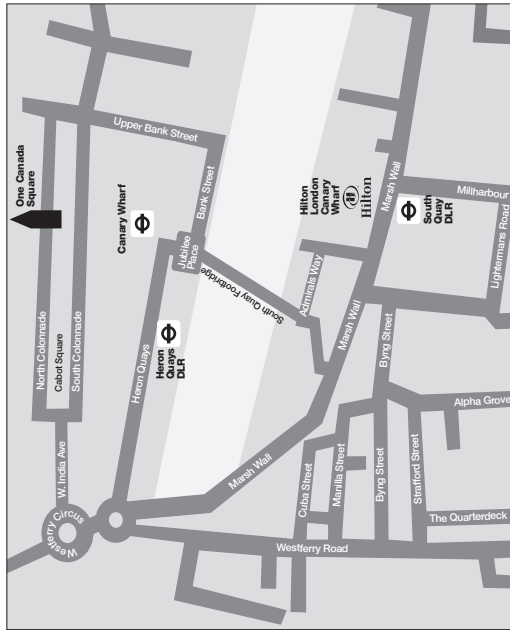 One Canada
Square
Upper Bank Street
North Colonnade
Cabot Square
South Colonnade
W. India Ave
Westferry Circus
Canary Wharf
Bank Street
Jubilee
Place
Heron Quays
Heron
Quays
DLR
South Quay Footbridge
Hilton
London
Canary
Wharf
Hilton
Marsh Wall
South
Quay
DLR
Millharbour
Lightermans Road
Admirals Way
Marsh Wall
Byng Street
Marsh Wall
Cuba Street
Manilla Street
Byng Street
Strafford Street
Alpha Grove
The Quarterdeck
Westferry Road